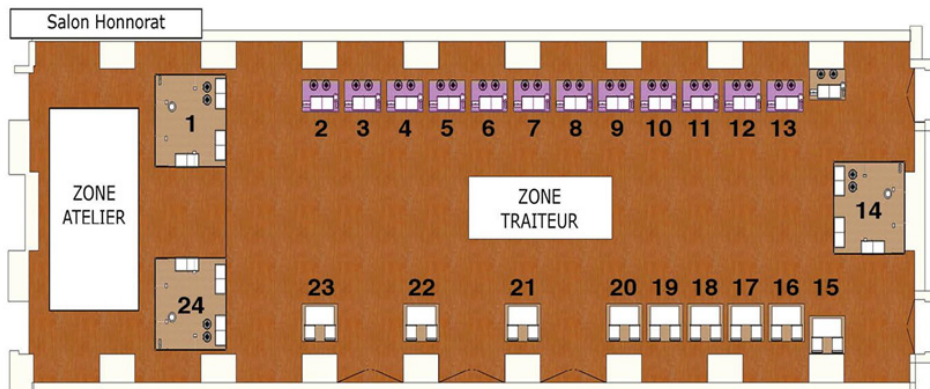 Salon Honnorat
1
2 3 4 5 6 7 8 9 10 11 12 13
ZONE
ATELIER
ZONE
TRAITEUR
14
24
23 22 21 20 19 18 17 16 15